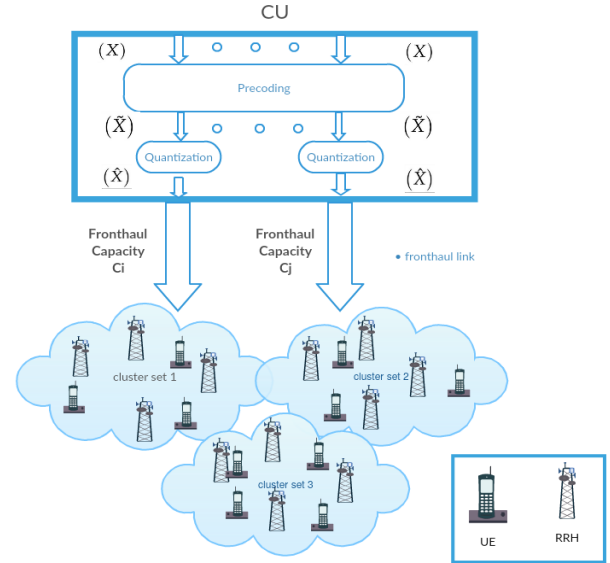 CU
(X) (X)
Precoding
(X̃) (X̃)
Quantization Quantization
(X̂) (X̂)
Fronthaul Fronthaul
Capacity Capacity
Ci Cj
• fronthaul link
cluster set 1
cluster set 2
cluster set 3
UE RRH